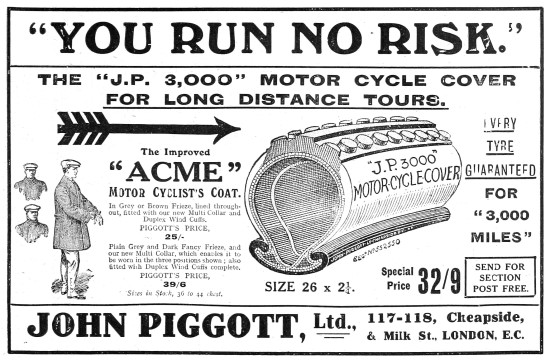 "YOU RUN NO RISK."
THE "J.P. 3,000" MOTOR CYCLE COVER
FOR LONG DISTANCE TOURS.
The Improved
"ACME"
MOTOR CYCLIST'S COAT.
In Grey or Brown Frieze, lined through-
out, fitted with our new Multi Collar and
Duplex Wind Cuffs.
PIGGOTT'S PRICE,
25/-
Plain Grey and Dark Fancy Frieze, and
our new Multi Collar, which enables it to
be worn in the three positions shown; also
fitted with Duplex Wind Cuffs complete,
PIGGOTT'S PRICE,
39/6
Sizes in Stock, 36 to 44 chest.
"J.P. 3000"
MOTOR-CYCLE-COVER
SIZE 26 x 2¼.
Special
Price 32/9
EVERY
TYRE
GUARANTEED
FOR
"3,000
MILES"
SEND FOR
SECTION
POST FREE.
JOHN PIGGOTT, Ltd.,
117-118, Cheapside,
& Milk St., LONDON, E.C.